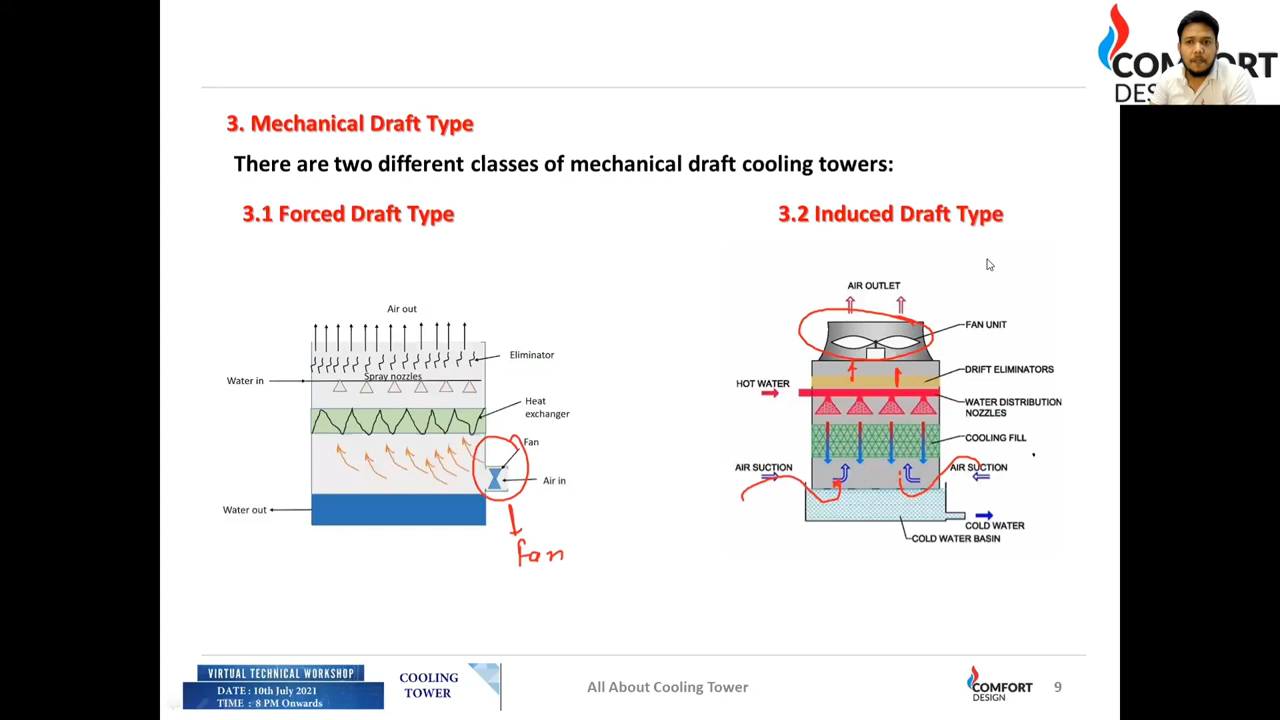 COMFORT
DES
3. Mechanical Draft Type
There are two different classes of mechanical draft cooling towers:
3.1 Forced Draft Type
3.2 Induced Draft Type
Air out
Eliminator
Water in
Spray nozzles
Heat
exchanger
Fan
Air in
Water out
fan
AIR OUTLET
FAN UNIT
DRIFT ELIMINATORS
HOT WATER
WATER DISTRIBUTION
NOZZLES
COOLING FILL
AIR SUCTION
AIR SUCTION
COLD WATER
COLD WATER BASIN
VIRTUAL TECHNICAL WORKSHOP
DATE : 10th July 2021
TIME : 8 PM Onwards
COOLING
TOWER
All About Cooling Tower
COMFORT
DESIGN
9